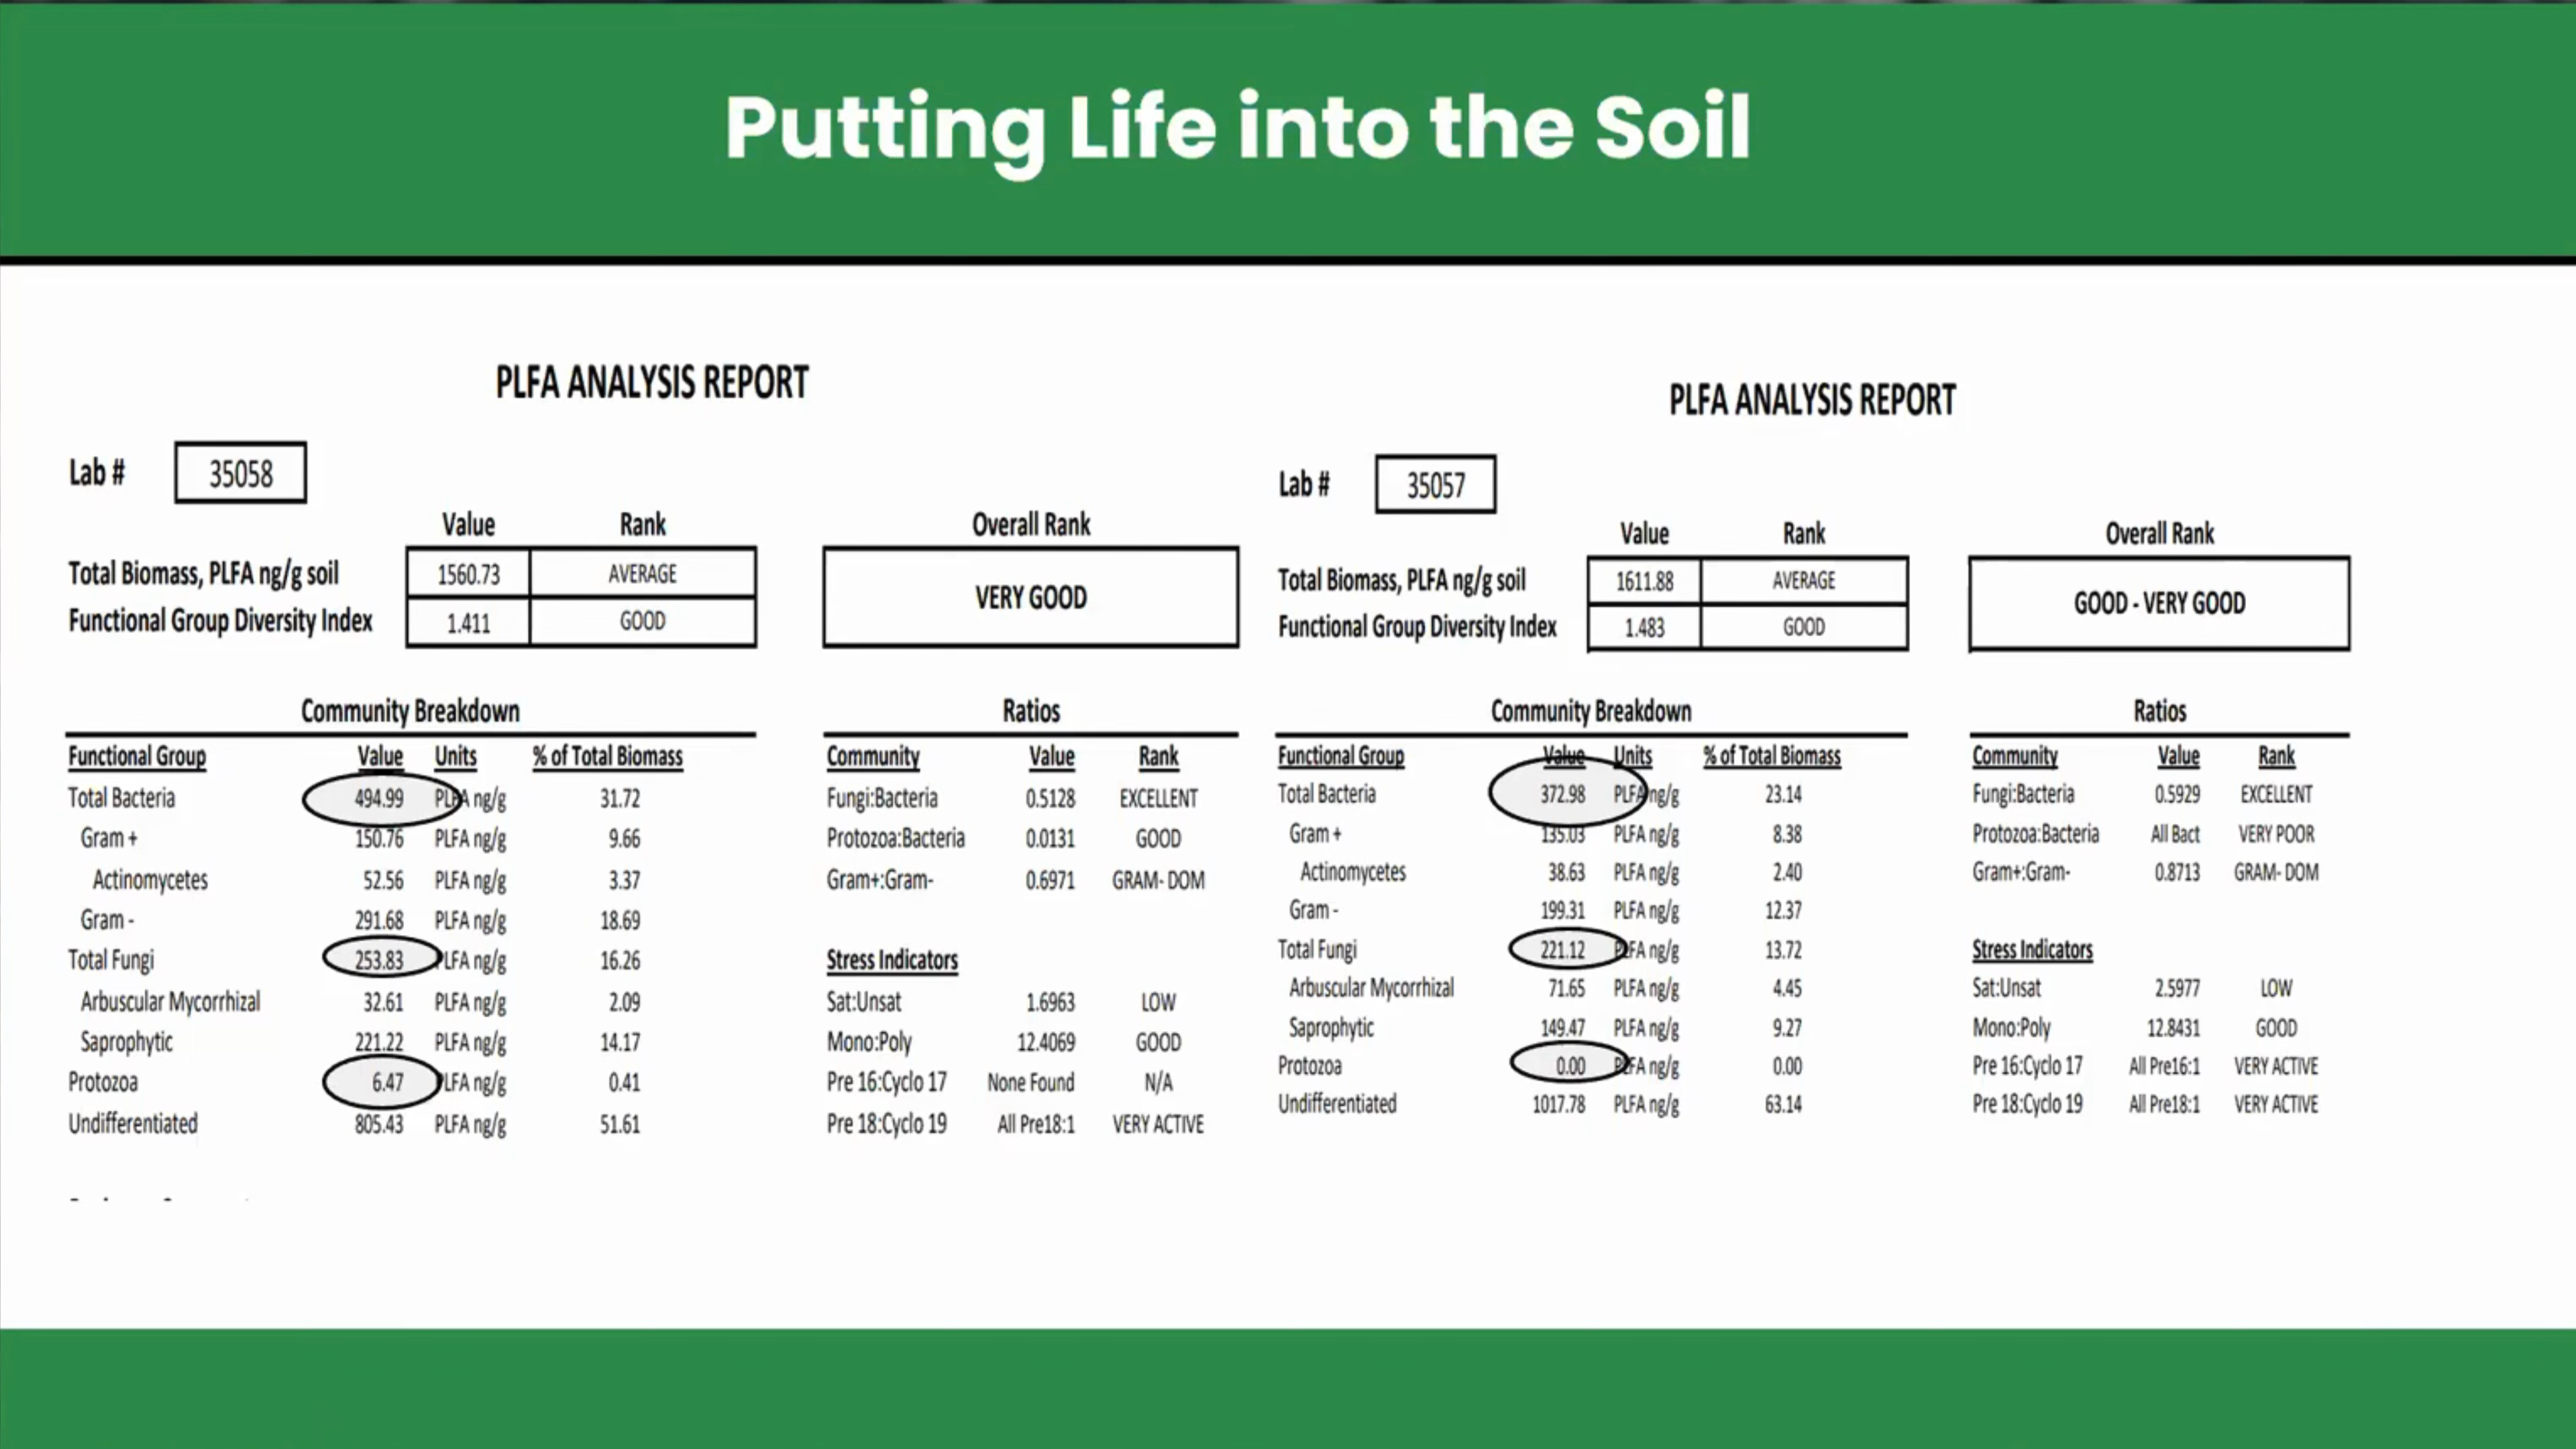 Putting Life into the Soil
PLFA ANALYSIS REPORT
Lab # 35058
Value Rank Overall Rank
Total Biomass, PLFA ng/g soil 1560.73 AVERAGE VERY GOOD
Functional Group Diversity Index 1.411 GOOD
Community Breakdown Ratios
Functional Group Value Units % of Total Biomass Community Value Rank
Total Bacteria 494.99 PLFA ng/g 31.72 Fungi:Bacteria 0.5128 EXCELLENT
Gram + 150.76 PLFA ng/g 9.66 Protozoa:Bacteria 0.0131 GOOD
Actinomycetes 52.56 PLFA ng/g 3.37 Gram+:Gram- 0.6971 GRAM- DOM
Gram - 291.68 PLFA ng/g 18.69
Total Fungi 253.83 PLFA ng/g 16.26 Stress Indicators
Arbuscular Mycorrhizal 32.61 PLFA ng/g 2.09 Sat:Unsat 1.6963 LOW
Saprophytic 221.22 PLFA ng/g 14.17 Mono:Poly 12.4069 GOOD
Protozoa 6.47 PLFA ng/g 0.41 Pre 16:Cyclo 17 None Found N/A
Undifferentiated 805.43 PLFA ng/g 51.61 Pre 18:Cyclo 19 All Pre18:1 VERY ACTIVE
PLFA ANALYSIS REPORT
Lab # 35057
Value Rank Overall Rank
Total Biomass, PLFA ng/g soil 1611.88 AVERAGE GOOD - VERY GOOD
Functional Group Diversity Index 1.483 GOOD
Community Breakdown Ratios
Functional Group Value Units % of Total Biomass Community Value Rank
Total Bacteria 372.98 PLFA ng/g 23.14 Fungi:Bacteria 0.5929 EXCELLENT
Gram + 135.03 PLFA ng/g 8.38 Protozoa:Bacteria All Bact VERY POOR
Actinomycetes 38.63 PLFA ng/g 2.40 Gram+:Gram- 0.8713 GRAM- DOM
Gram - 199.31 PLFA ng/g 12.37
Total Fungi 221.12 PLFA ng/g 13.72 Stress Indicators
Arbuscular Mycorrhizal 71.65 PLFA ng/g 4.45 Sat:Unsat 2.5977 LOW
Saprophytic 149.47 PLFA ng/g 9.27 Mono:Poly 12.8431 GOOD
Protozoa 0.00 PLFA ng/g 0.00 Pre 16:Cyclo 17 All Pre16:1 VERY ACTIVE
Undifferentiated 1017.78 PLFA ng/g 63.14 Pre 18:Cyclo 19 All Pre18:1 VERY ACTIVE